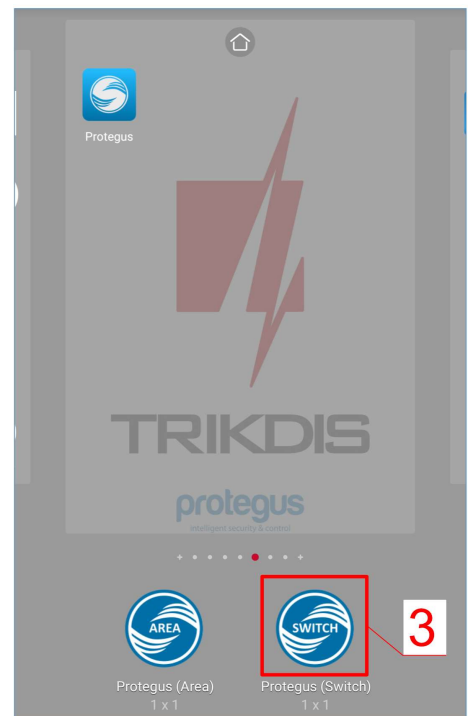 Protegus
TRIKDIS
protegus
intelligent security & control
AREA
SWITCH
3
Protegus (Area)
Protegus (Switch)
1 x 1
1 x 1